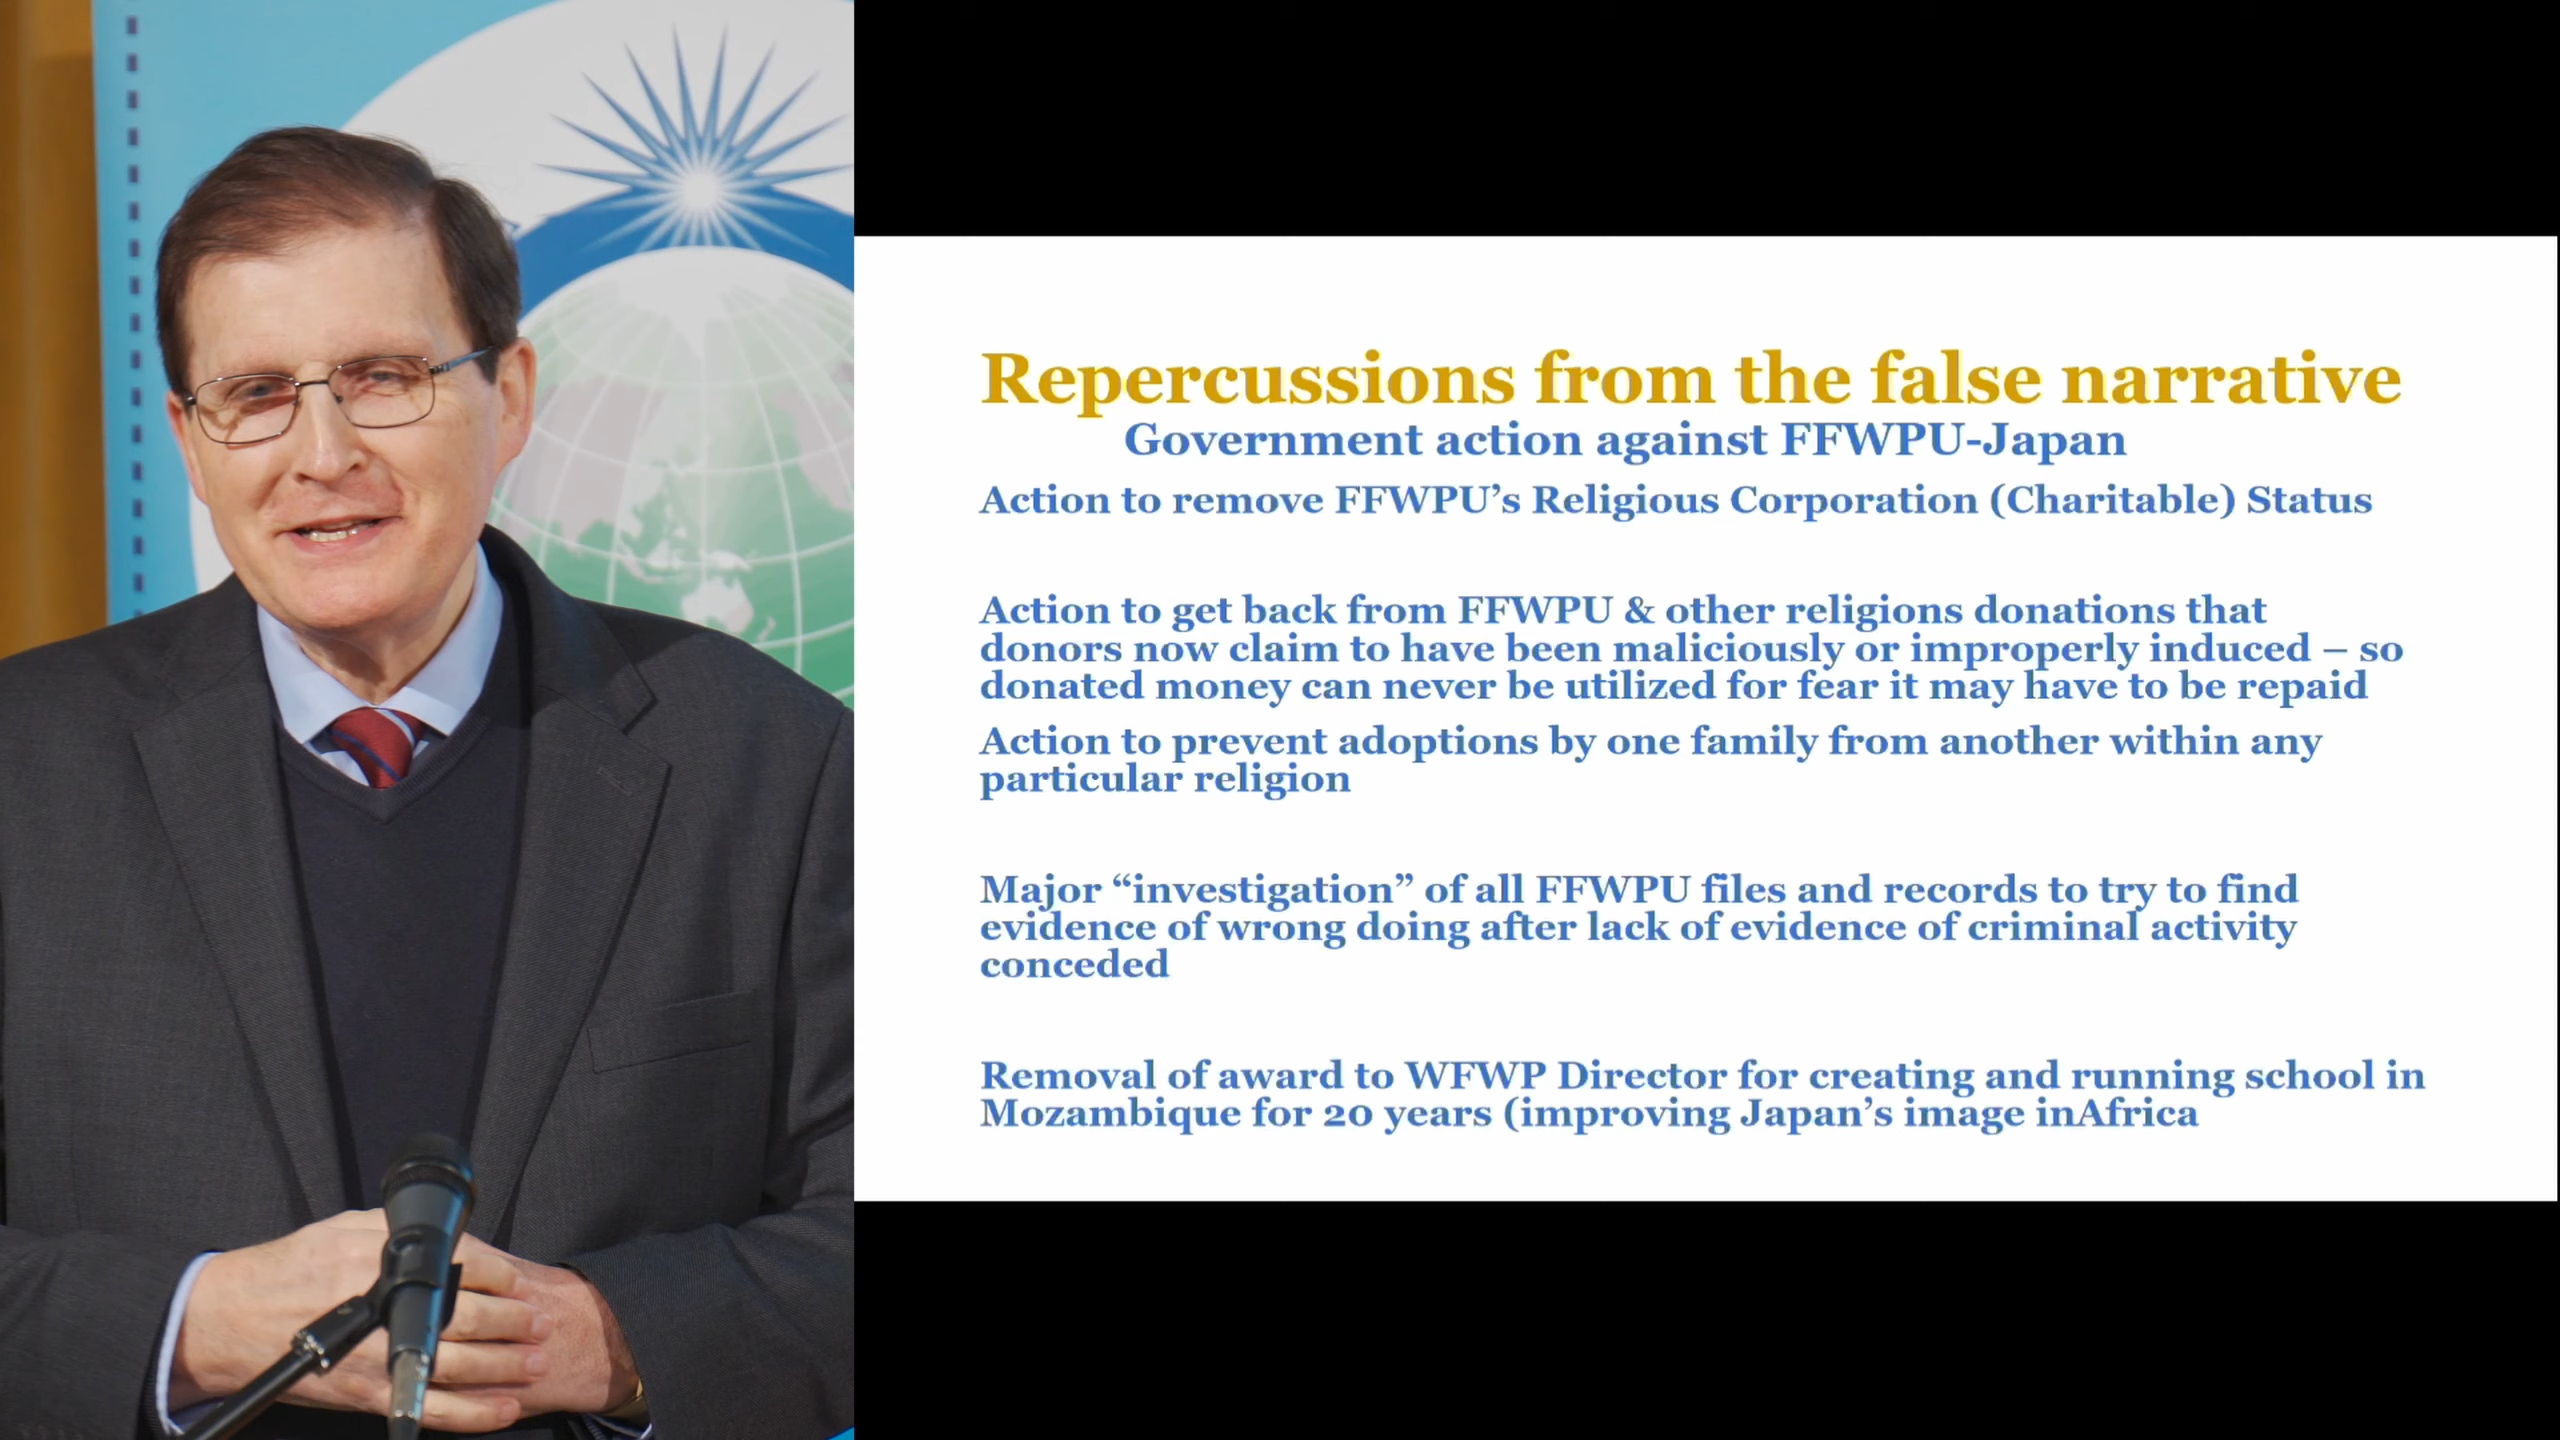 Repercussions from the false narrative
Government action against FFWPU-Japan
Action to remove FFWPU’s Religious Corporation (Charitable) Status
Action to get back from FFWPU & other religions donations that
donors now claim to have been maliciously or improperly induced – so
donated money can never be utilized for fear it may have to be repaid
Action to prevent adoptions by one family from another within any
particular religion
Major “investigation” of all FFWPU files and records to try to find
evidence of wrong doing after lack of evidence of criminal activity
conceded
Removal of award to WFWP Director for creating and running school in
Mozambique for 20 years (improving Japan’s image inAfrica